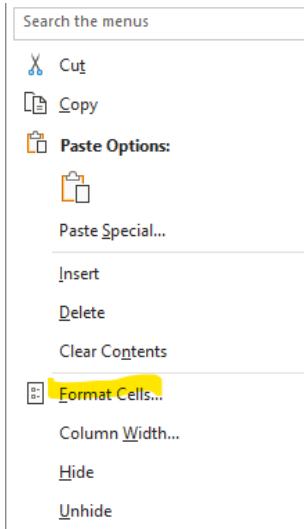 Search the menus
Cut
Copy
Paste Options:
Paste Special...
Insert
Delete
Clear Contents
Format Cells...
Column Width...
Hide
Unhide